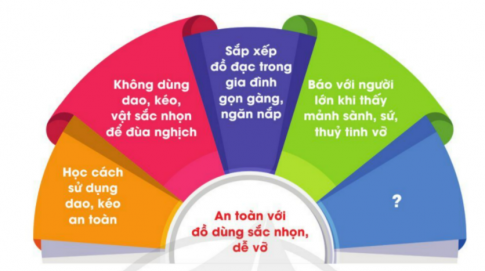 Học cách
sử dụng
dao, kéo
an toàn
Không dùng
dao, kéo,
vật sắc nhọn
để đùa nghịch
Sắp xếp
đồ đạc trong
gia đình
gọn gàng,
ngăn nắp
Báo với người
lớn khi thấy
mảnh sành, sứ,
thuỷ tinh vỡ
?
An toàn với
đồ dùng sắc nhọn,
dễ vỡ